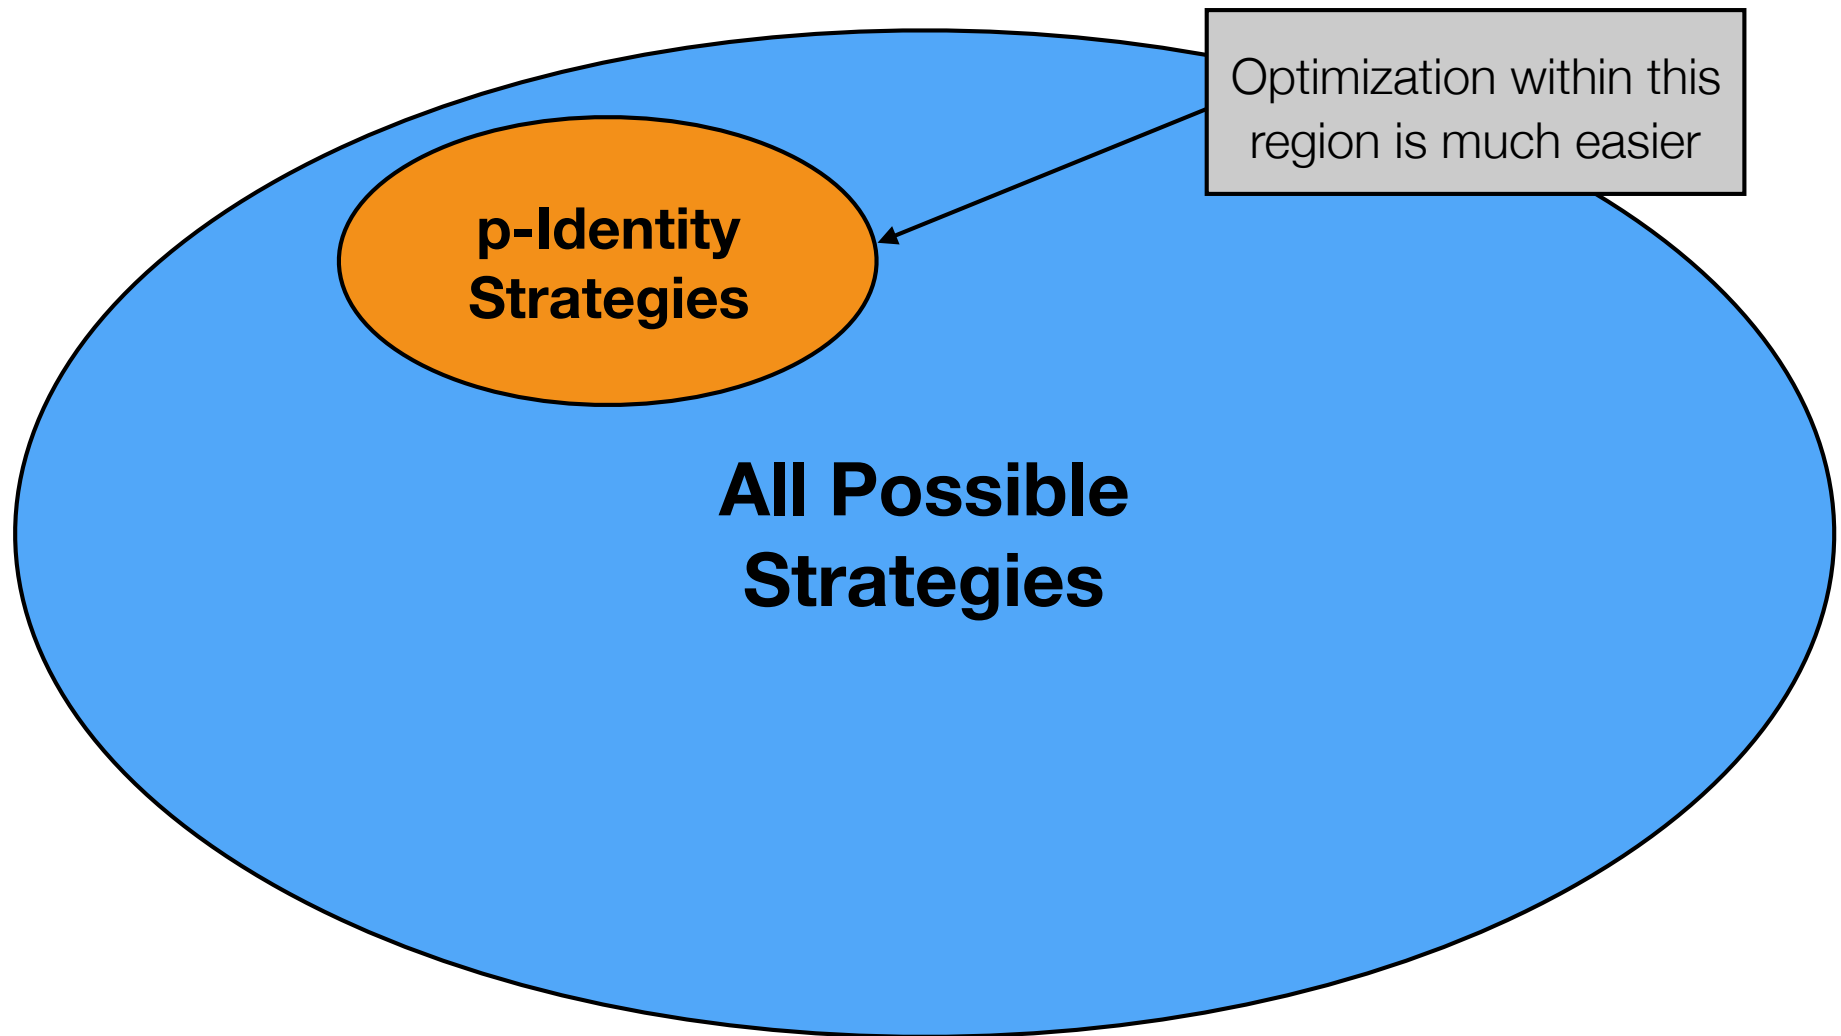 Optimization within this
region is much easier
p-Identity
Strategies
All Possible
Strategies